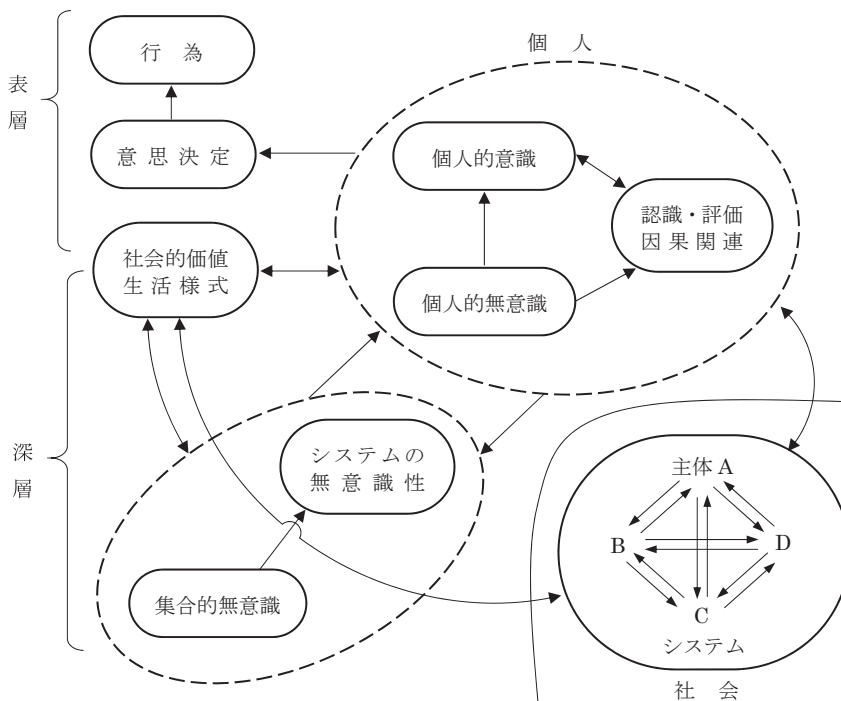 表層
行為
個人
意思決定
個人的意識
認識・評価
因果関連
社会的価値
生活様式
個人的無意識
深層
システムの
無意識性
主体 A
B
D
C
集合的無意識
システム
社会